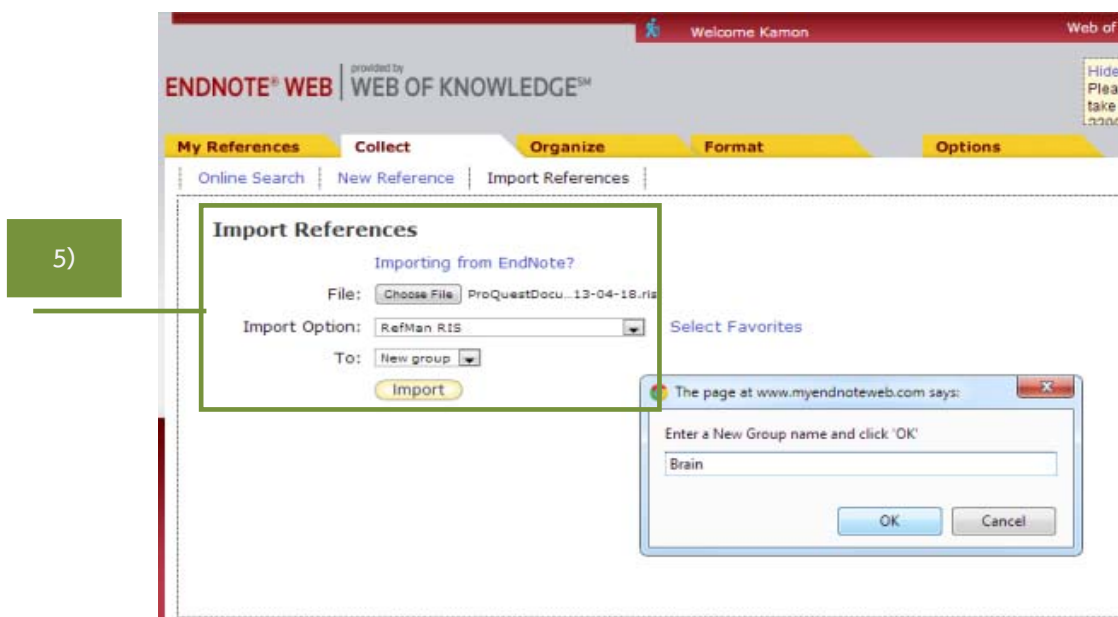 Welcome Kamon
Web of
ENDNOTE® WEB
provided by
WEB OF KNOWLEDGE℠
Hide
Plea
take
My References
Collect
Organize
Format
Options
Online Search
New Reference
Import References
5)
Import References
Importing from EndNote?
File: Choose File ProQuestDocu...13-04-18.ris
Import Option: RefMan RIS Select Favorites
To: New group
Import
The page at www.myendnoteweb.com says:
Enter a New Group name and click 'OK'
Brain
OK
Cancel